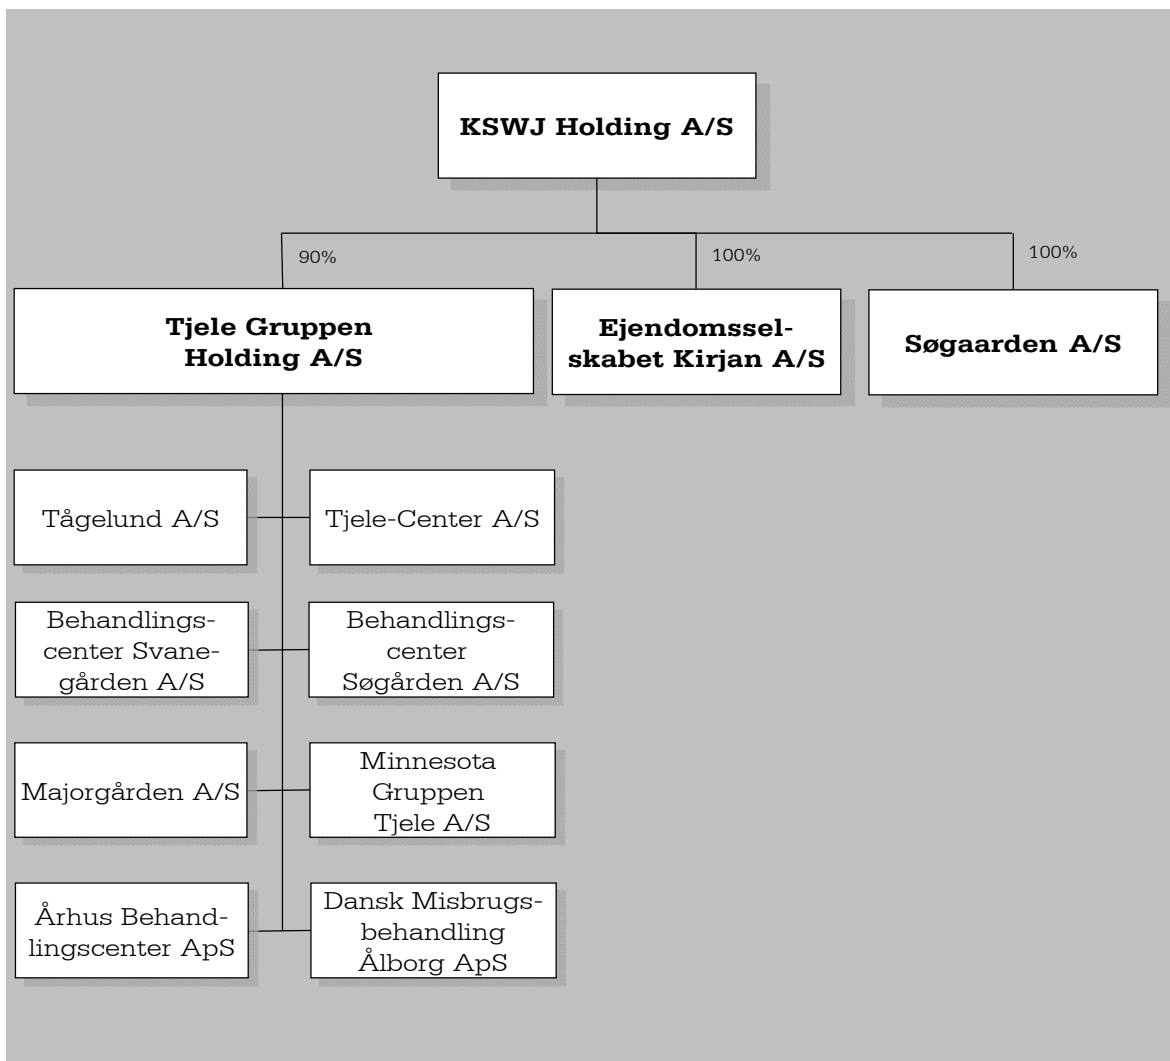 KSWJ Holding A/S
90%
100%
100%
Tjele Gruppen
Holding A/S
Ejendomssel-
skabet Kirjan A/S
Søgaarden A/S
Tågelund A/S
Tjele-Center A/S
Behandlings-
center Svane-
gården A/S
Behandlings-
center
Søgården A/S
Majorgården A/S
Minnesota
Gruppen
Tjele A/S
Århus Behand-
lingscenter ApS
Dansk Misbrugs-
behandling
Ålborg ApS